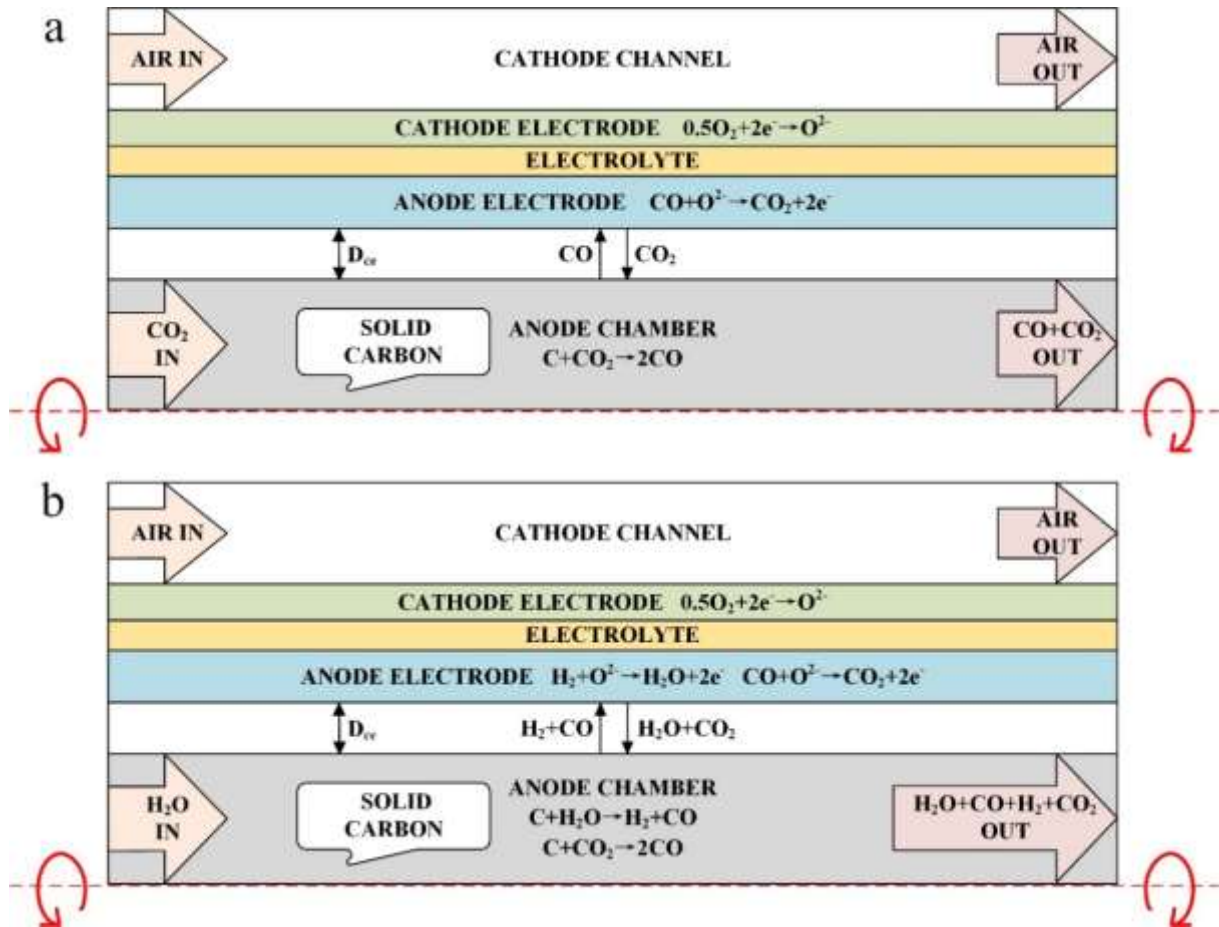 a
AIR IN
CATHODE CHANNEL
AIR
OUT
CATHODE ELECTRODE 0.5O₂+2e⁻→O²⁻
ELECTROLYTE
ANODE ELECTRODE CO+O²⁻→CO₂+2e⁻
D_ce
CO
CO₂
CO₂
IN
SOLID
CARBON
ANODE CHAMBER
C+CO₂→2CO
CO+CO₂
OUT
b
AIR IN
CATHODE CHANNEL
AIR
OUT
CATHODE ELECTRODE 0.5O₂+2e⁻→O²⁻
ELECTROLYTE
ANODE ELECTRODE H₂+O²⁻→H₂O+2e⁻ CO+O²⁻→CO₂+2e⁻
D_ce
H₂+CO
H₂O+CO₂
H₂O
IN
SOLID
CARBON
ANODE CHAMBER
C+H₂O→H₂+CO
C+CO₂→2CO
H₂O+CO+H₂+CO₂
OUT